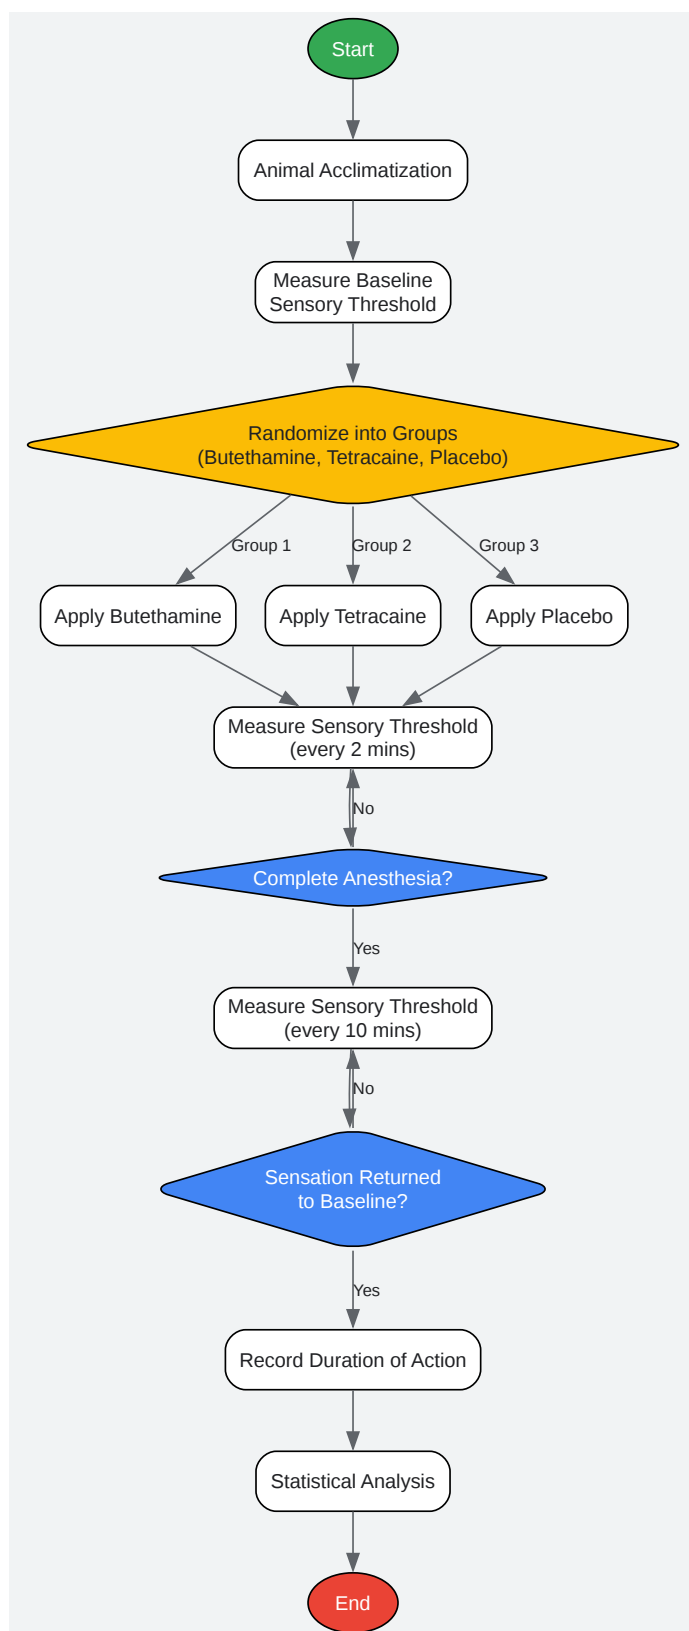 Start
Animal Acclimatization
Measure Baseline
Sensory Threshold
Randomize into Groups
(Butethamine, Tetracaine, Placebo)
Group 1
Group 2
Group 3
Apply Butethamine
Apply Tetracaine
Apply Placebo
Measure Sensory Threshold
(every 2 mins)
No
Complete Anesthesia?
Yes
Measure Sensory Threshold
(every 10 mins)
No
Sensation Returned
to Baseline?
Yes
Record Duration of Action
Statistical Analysis
End